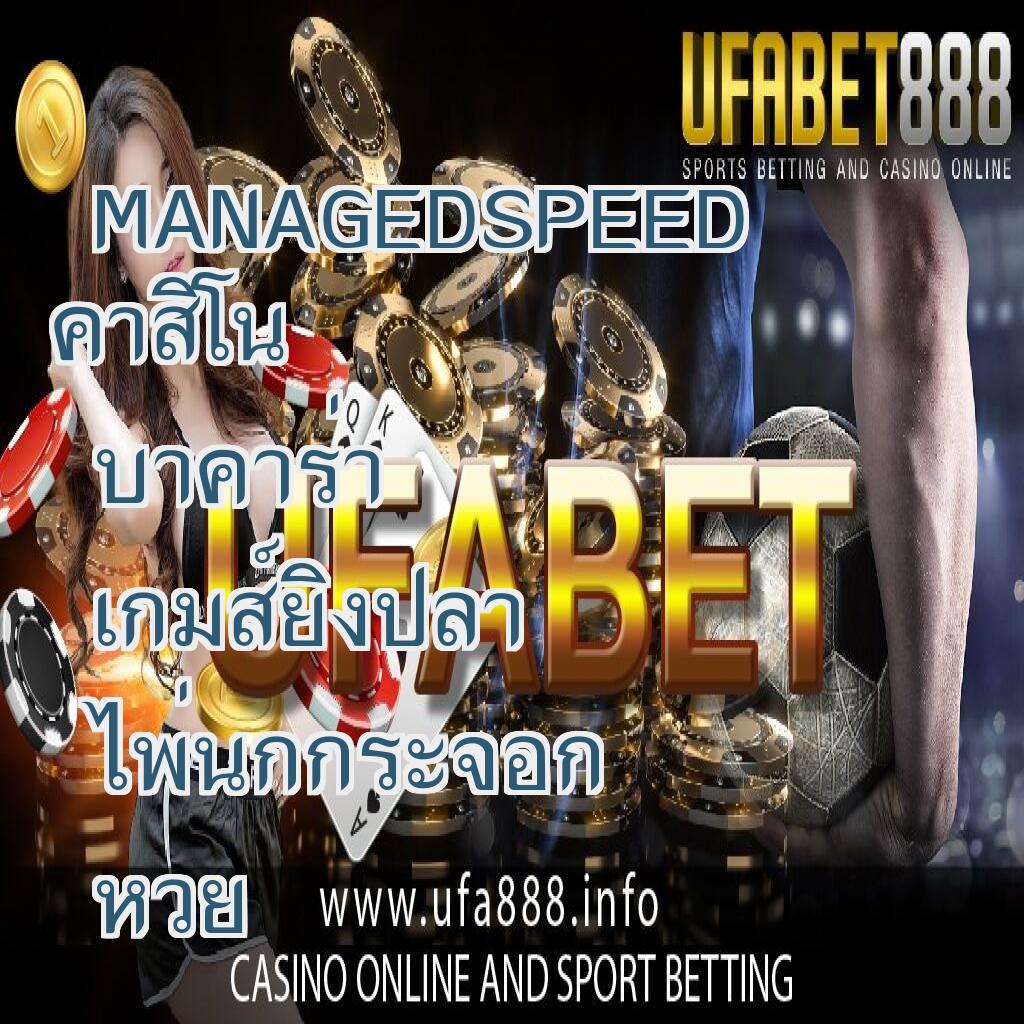 UFABET888
SPORTS BETTING AND CASINO ONLINE
MANAGEDSPEED
คาสิโน
บาคาร่า
เกมส์ยิงปลา
ไพ่นกกระจอก
หวย
UFABET
Q
K
A
1
www.ufa888.info
CASINO ONLINE AND SPORT BETTING